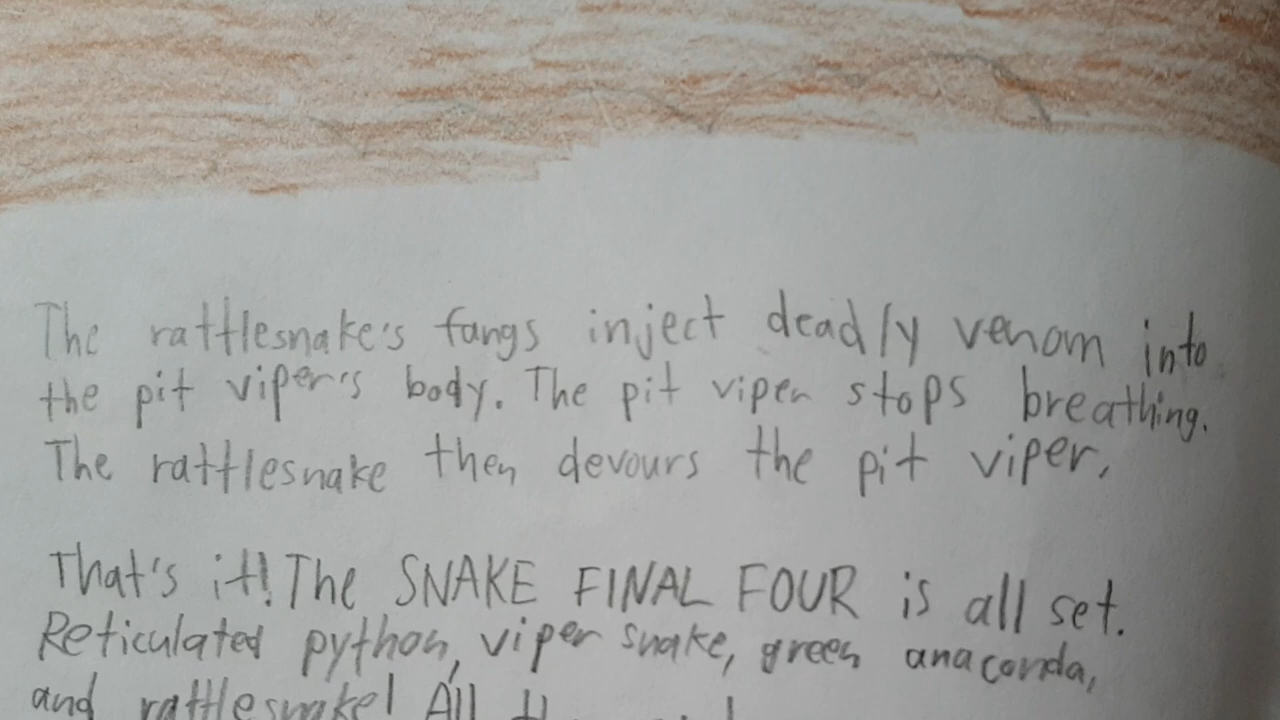 The rattlesnake's fangs inject deadly venom into
the pit viper's body. The pit viper stops breathing.
The rattlesnake then devours the pit viper.
That's it! The SNAKE FINAL FOUR is all set.
Reticulated python, viper snake, green anaconda,
and rattlesnake! All